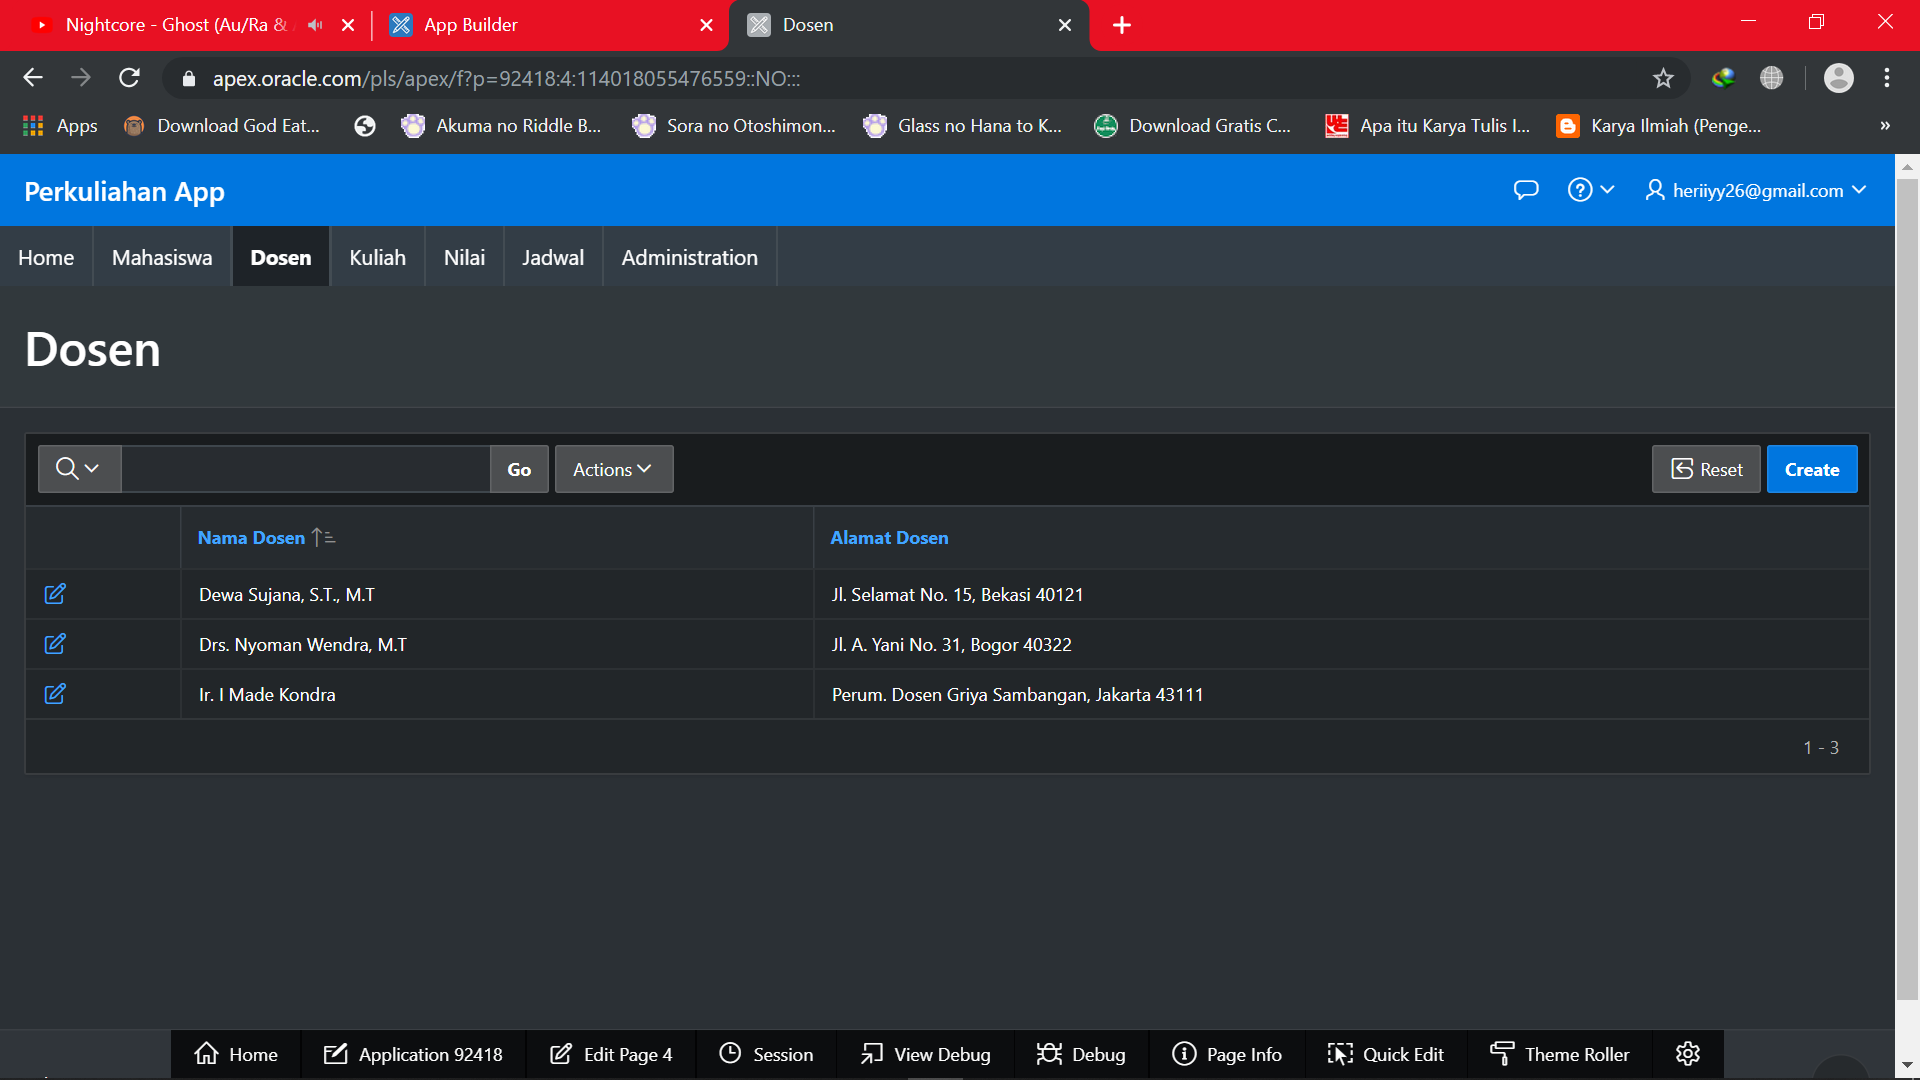 Nightcore - Ghost (Au/Ra &
App Builder
Dosen
apex.oracle.com/pls/apex/f?p=92418:4:114018055476559::NO:::
Apps
Download God Eat...
Akuma no Riddle B...
Sora no Otoshimon...
Glass no Hana to K...
Download Gratis C...
Apa itu Karya Tulis I...
Karya Ilmiah (Penge...
»
Perkuliahan App
heriiyy26@gmail.com
Home
Mahasiswa
Dosen
Kuliah
Nilai
Jadwal
Administration
Dosen
Go
Actions
Reset
Create
Nama Dosen
Alamat Dosen
Dewa Sujana, S.T., M.T
Jl. Selamat No. 15, Bekasi 40121
Drs. Nyoman Wendra, M.T
Jl. A. Yani No. 31, Bogor 40322
Ir. I Made Kondra
Perum. Dosen Griya Sambangan, Jakarta 43111
1 - 3
Home
Application 92418
Edit Page 4
Session
View Debug
Debug
Page Info
Quick Edit
Theme Roller